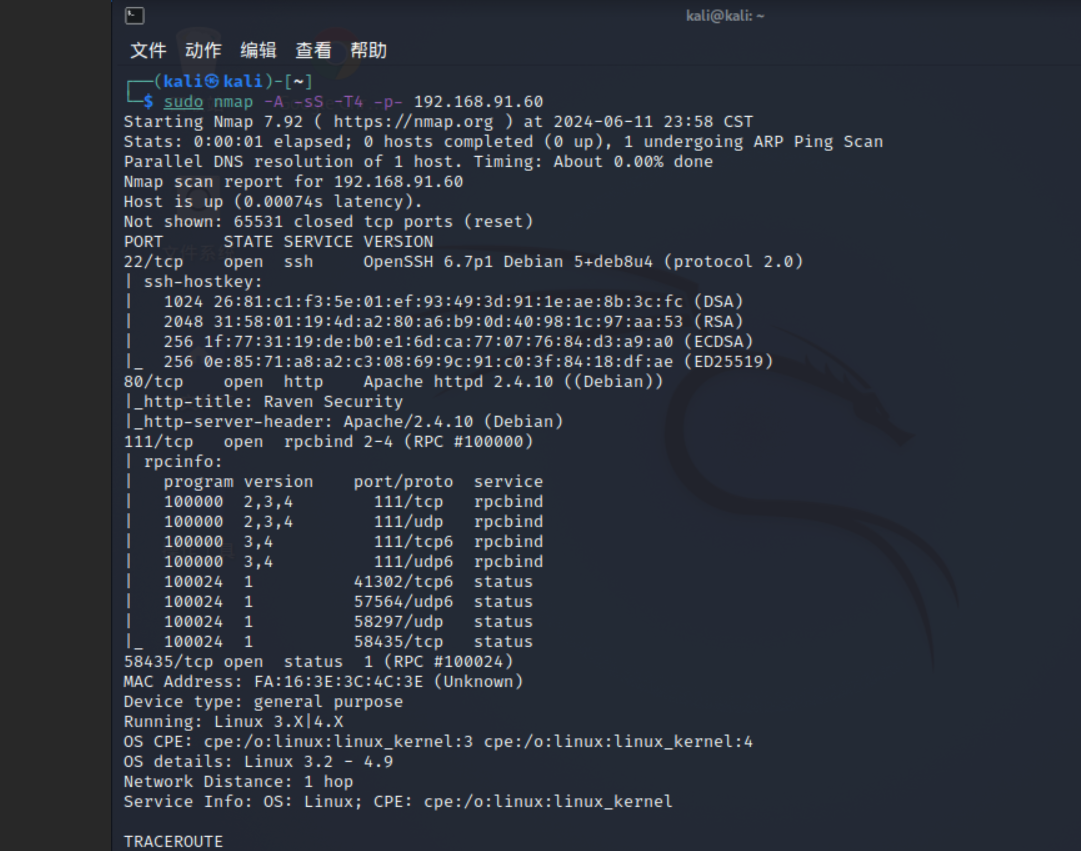 kali@kali: ~
文件 动作 编辑 查看 帮助
┌──(kali㉿kali)-[~]
└─$ sudo nmap -A -sS -T4 -p- 192.168.91.60
Starting Nmap 7.92 ( https://nmap.org ) at 2024-06-11 23:58 CST
Stats: 0:00:01 elapsed; 0 hosts completed (0 up), 1 undergoing ARP Ping Scan
Parallel DNS resolution of 1 host. Timing: About 0.00% done
Nmap scan report for 192.168.91.60
Host is up (0.00074s latency).
Not shown: 65531 closed tcp ports (reset)
PORT      STATE SERVICE VERSION
22/tcp    open  ssh     OpenSSH 6.7p1 Debian 5+deb8u4 (protocol 2.0)
| ssh-hostkey:
|   1024 26:81:c1:f3:5e:01:ef:93:49:3d:91:1e:ae:8b:3c:fc (DSA)
|   2048 31:58:01:19:4d:a2:80:a6:b9:0d:40:98:1c:97:aa:53 (RSA)
|   256 1f:77:31:19:de:b0:e1:6d:ca:77:07:76:84:d3:a9:a0 (ECDSA)
|_  256 0e:85:71:a8:a2:c3:08:69:9c:91:c0:3f:84:18:df:ae (ED25519)
80/tcp    open  http    Apache httpd 2.4.10 ((Debian))
|_http-title: Raven Security
|_http-server-header: Apache/2.4.10 (Debian)
111/tcp   open  rpcbind 2-4 (RPC #100000)
| rpcinfo:
|   program version    port/proto  service
|   100000  2,3,4        111/tcp   rpcbind
|   100000  2,3,4        111/udp   rpcbind
|   100000  3,4          111/tcp6  rpcbind
|   100000  3,4          111/udp6  rpcbind
|   100024  1          41302/tcp6  status
|   100024  1          57564/udp6  status
|   100024  1          58297/udp   status
|_  100024  1          58435/tcp   status
58435/tcp open  status  1 (RPC #100024)
MAC Address: FA:16:3E:3C:4C:3E (Unknown)
Device type: general purpose
Running: Linux 3.X|4.X
OS CPE: cpe:/o:linux:linux_kernel:3 cpe:/o:linux:linux_kernel:4
OS details: Linux 3.2 - 4.9
Network Distance: 1 hop
Service Info: OS: Linux; CPE: cpe:/o:linux:linux_kernel
TRACEROUTE